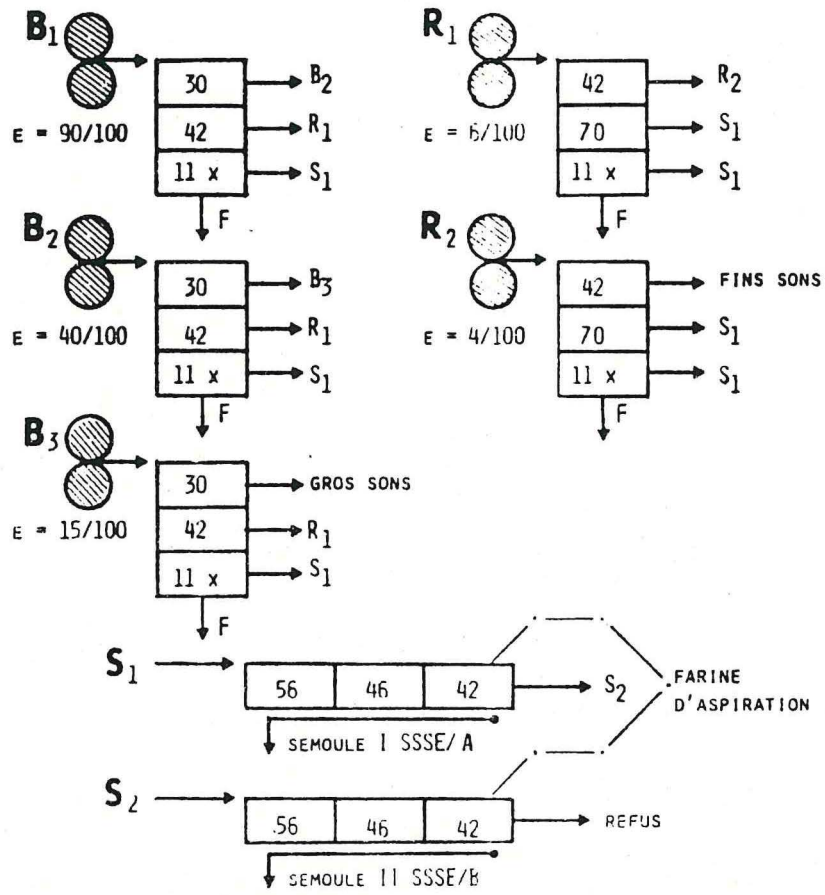 B1
30
B2
E = 90/100
42
R1
11 x
S1
F
B2
30
B3
E = 40/100
42
R1
11 x
S1
F
B3
30
GROS SONS
E = 15/100
42
R1
11 x
S1
F
R1
42
R2
E = 6/100
70
S1
11 x
S1
F
R2
42
FINS SONS
E = 4/100
70
S1
11 x
S1
F
S1
56 46 42
S2
SEMOULE I SSSE/A
FARINE
D'ASPIRATION
S2
56 46 42
REFUS
SEMOULE II SSSE/B